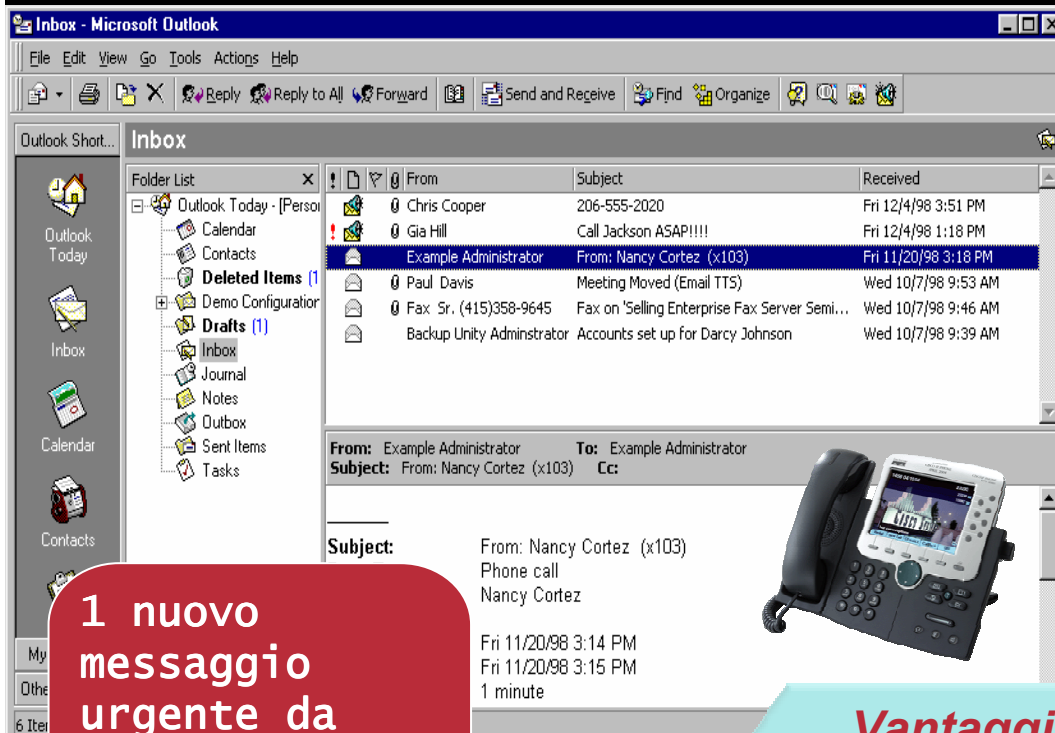 Inbox - Microsoft Outlook
File Edit View Go Tools Actions Help
Reply Reply to All Forward Send and Receive Find Organize
Outlook Short... Inbox
Outlook Today
Inbox
Calendar
Contacts
My
Othe
6 Iter
Folder List X
Outlook Today - [Persor
Calendar
Contacts
Deleted Items (1
Demo Configuration
Drafts (1)
Inbox
Journal
Notes
Outbox
Sent Items
Tasks
! From Subject Received
Chris Cooper 206-555-2020 Fri 12/4/98 3:51 PM
! Gia Hill Call Jackson ASAP!!!! Fri 12/4/98 1:18 PM
Example Administrator From: Nancy Cortez (x103) Fri 11/20/98 3:18 PM
Paul Davis Meeting Moved (Email TTS) Wed 10/7/98 9:53 AM
Fax Sr. (415)358-9645 Fax on 'Selling Enterprise Fax Server Semi... Wed 10/7/98 9:46 AM
Backup Unity Adminstrator Accounts set up for Darcy Johnson Wed 10/7/98 9:39 AM
From: Example Administrator To: Example Administrator
Subject: From: Nancy Cortez (x103) Cc:
Subject: From: Nancy Cortez (x103)
Phone call
Nancy Cortez
Fri 11/20/98 3:14 PM
Fri 11/20/98 3:15 PM
1 minute
1 nuovo
messaggio
urgente da
Vantaggi